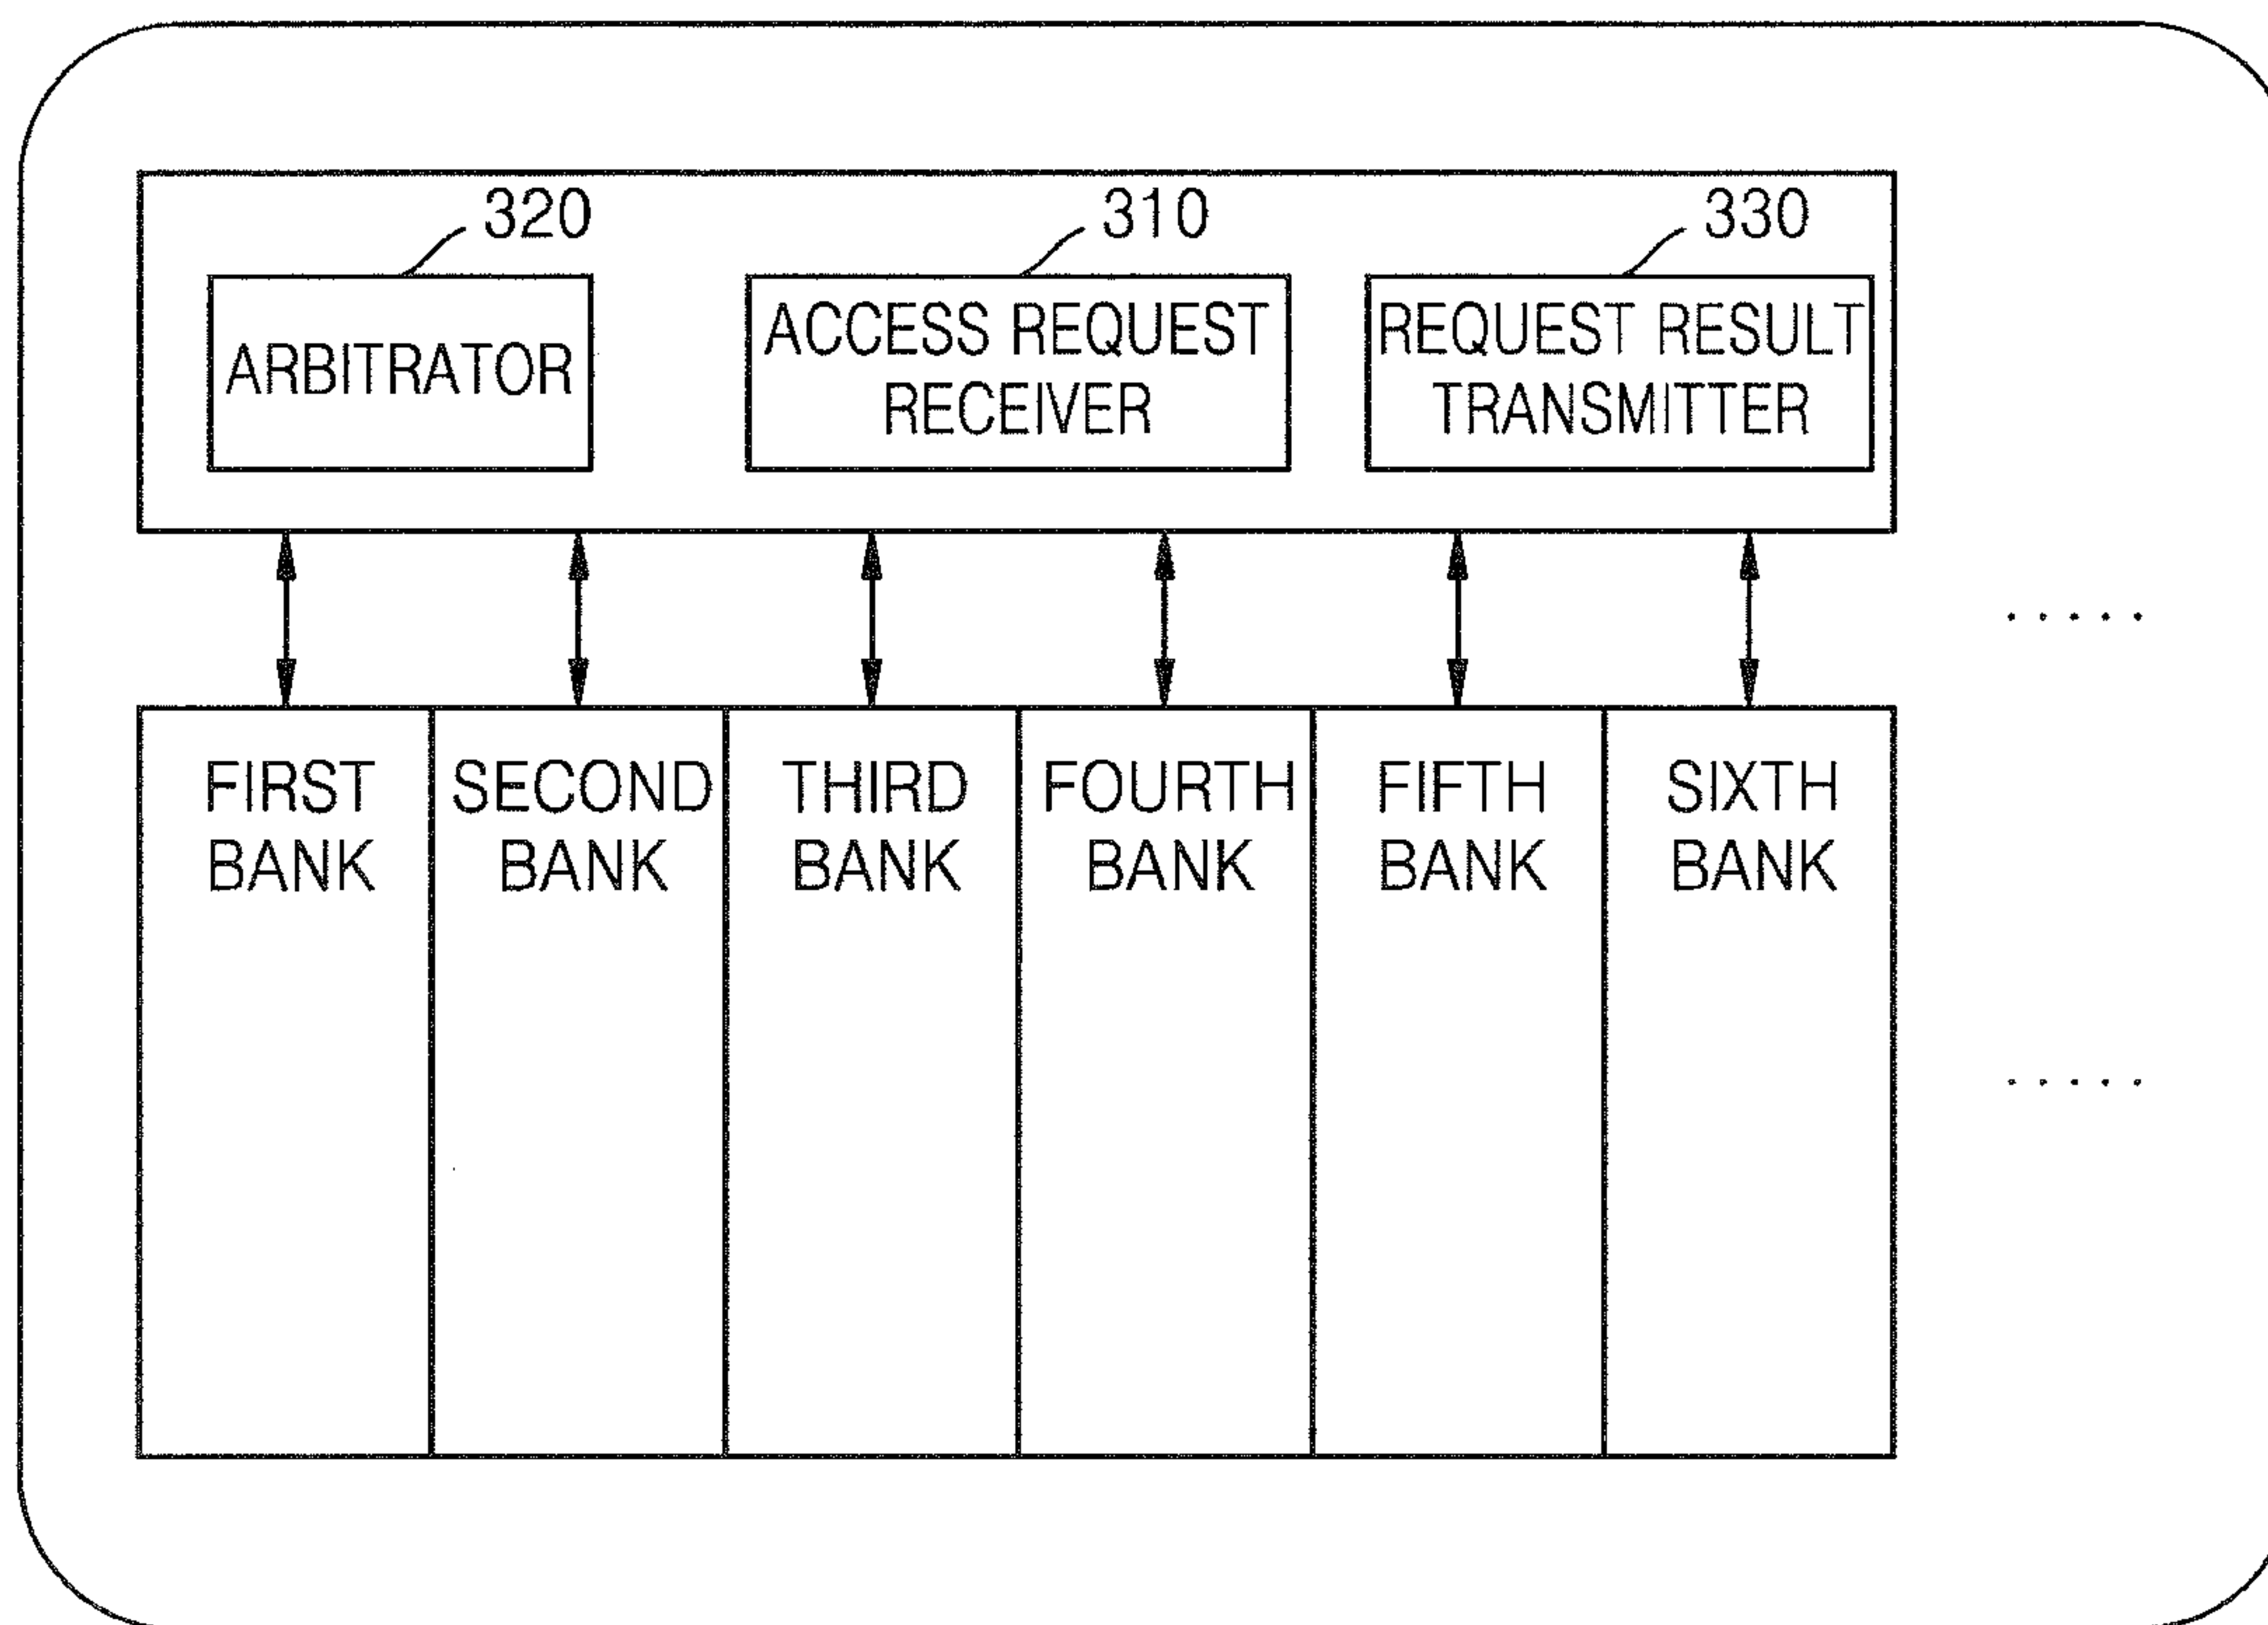 320
310
330
ARBITRATOR
ACCESS REQUEST
RECEIVER
REQUEST RESULT
TRANSMITTER
.....
FIRST
BANK
SECOND
BANK
THIRD
BANK
FOURTH
BANK
FIFTH
BANK
SIXTH
BANK
.....